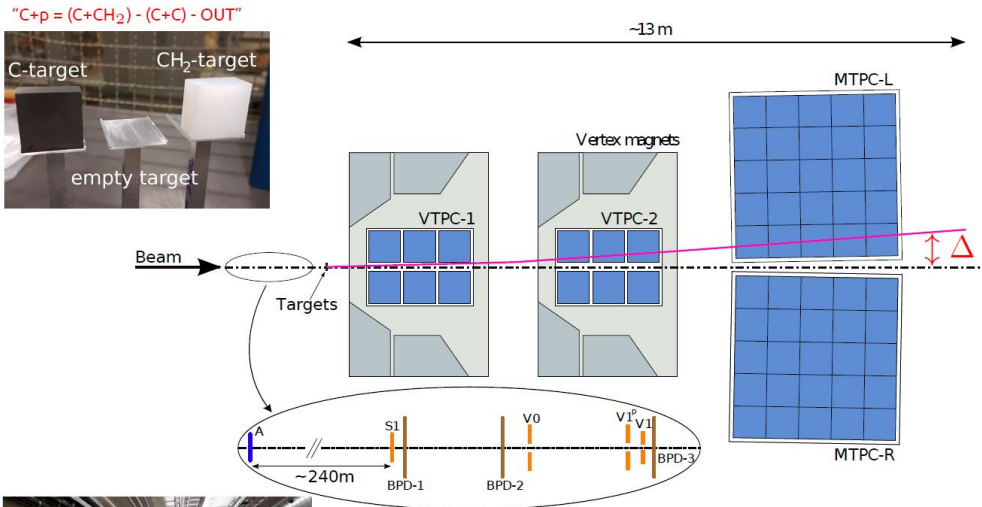 “C+p = (C+CH₂) - (C+C) - OUT”
C-target
CH₂-target
empty target
~13 m
MTPC-L
Vertex magnets
VTPC-1
VTPC-2
Beam
Targets
Δ
A
S1
V0
V1ᵖ
V1
~240m
BPD-1
BPD-2
BPD-3
MTPC-R